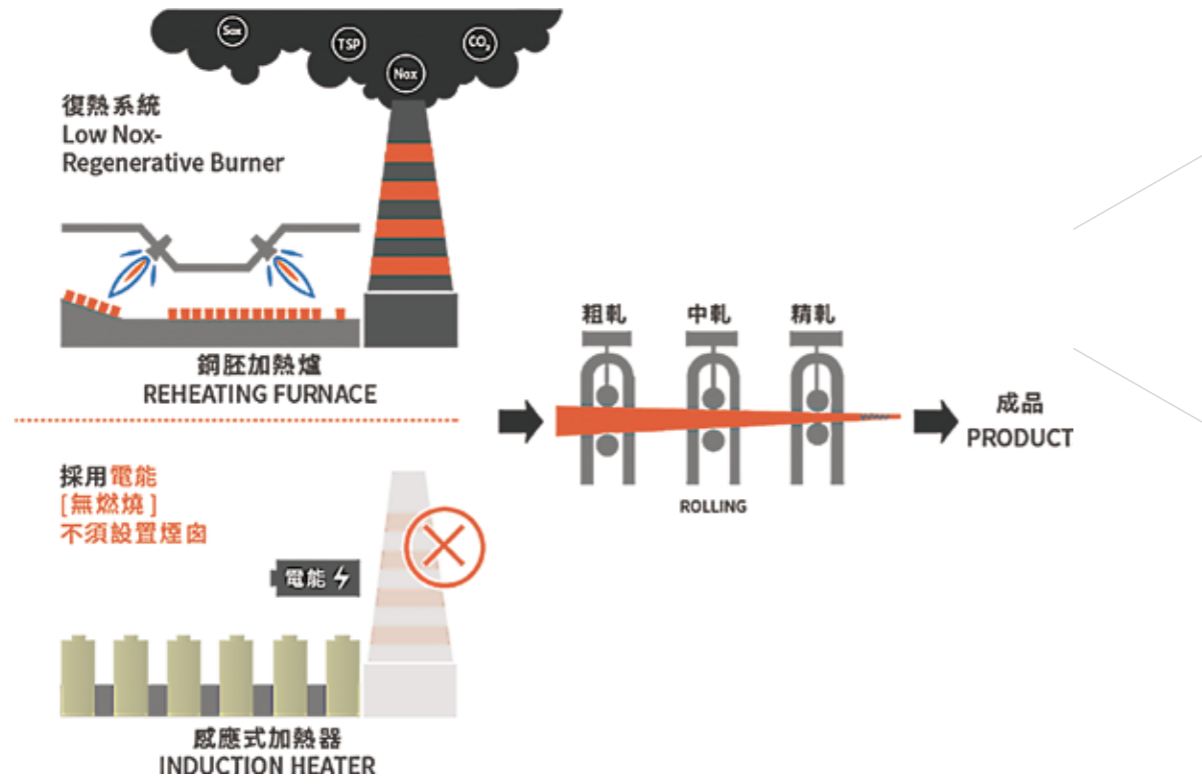 Sox
TSP
CO₂
Nox
復熱系統
Low Nox-
Regenerative Burner
鋼胚加熱爐
REHEATING FURNACE
採用電能
[無燃燒]
不須設置煙囪
電能
感應式加熱器
INDUCTION HEATER
粗軋
中軋
精軋
ROLLING
成品
PRODUCT